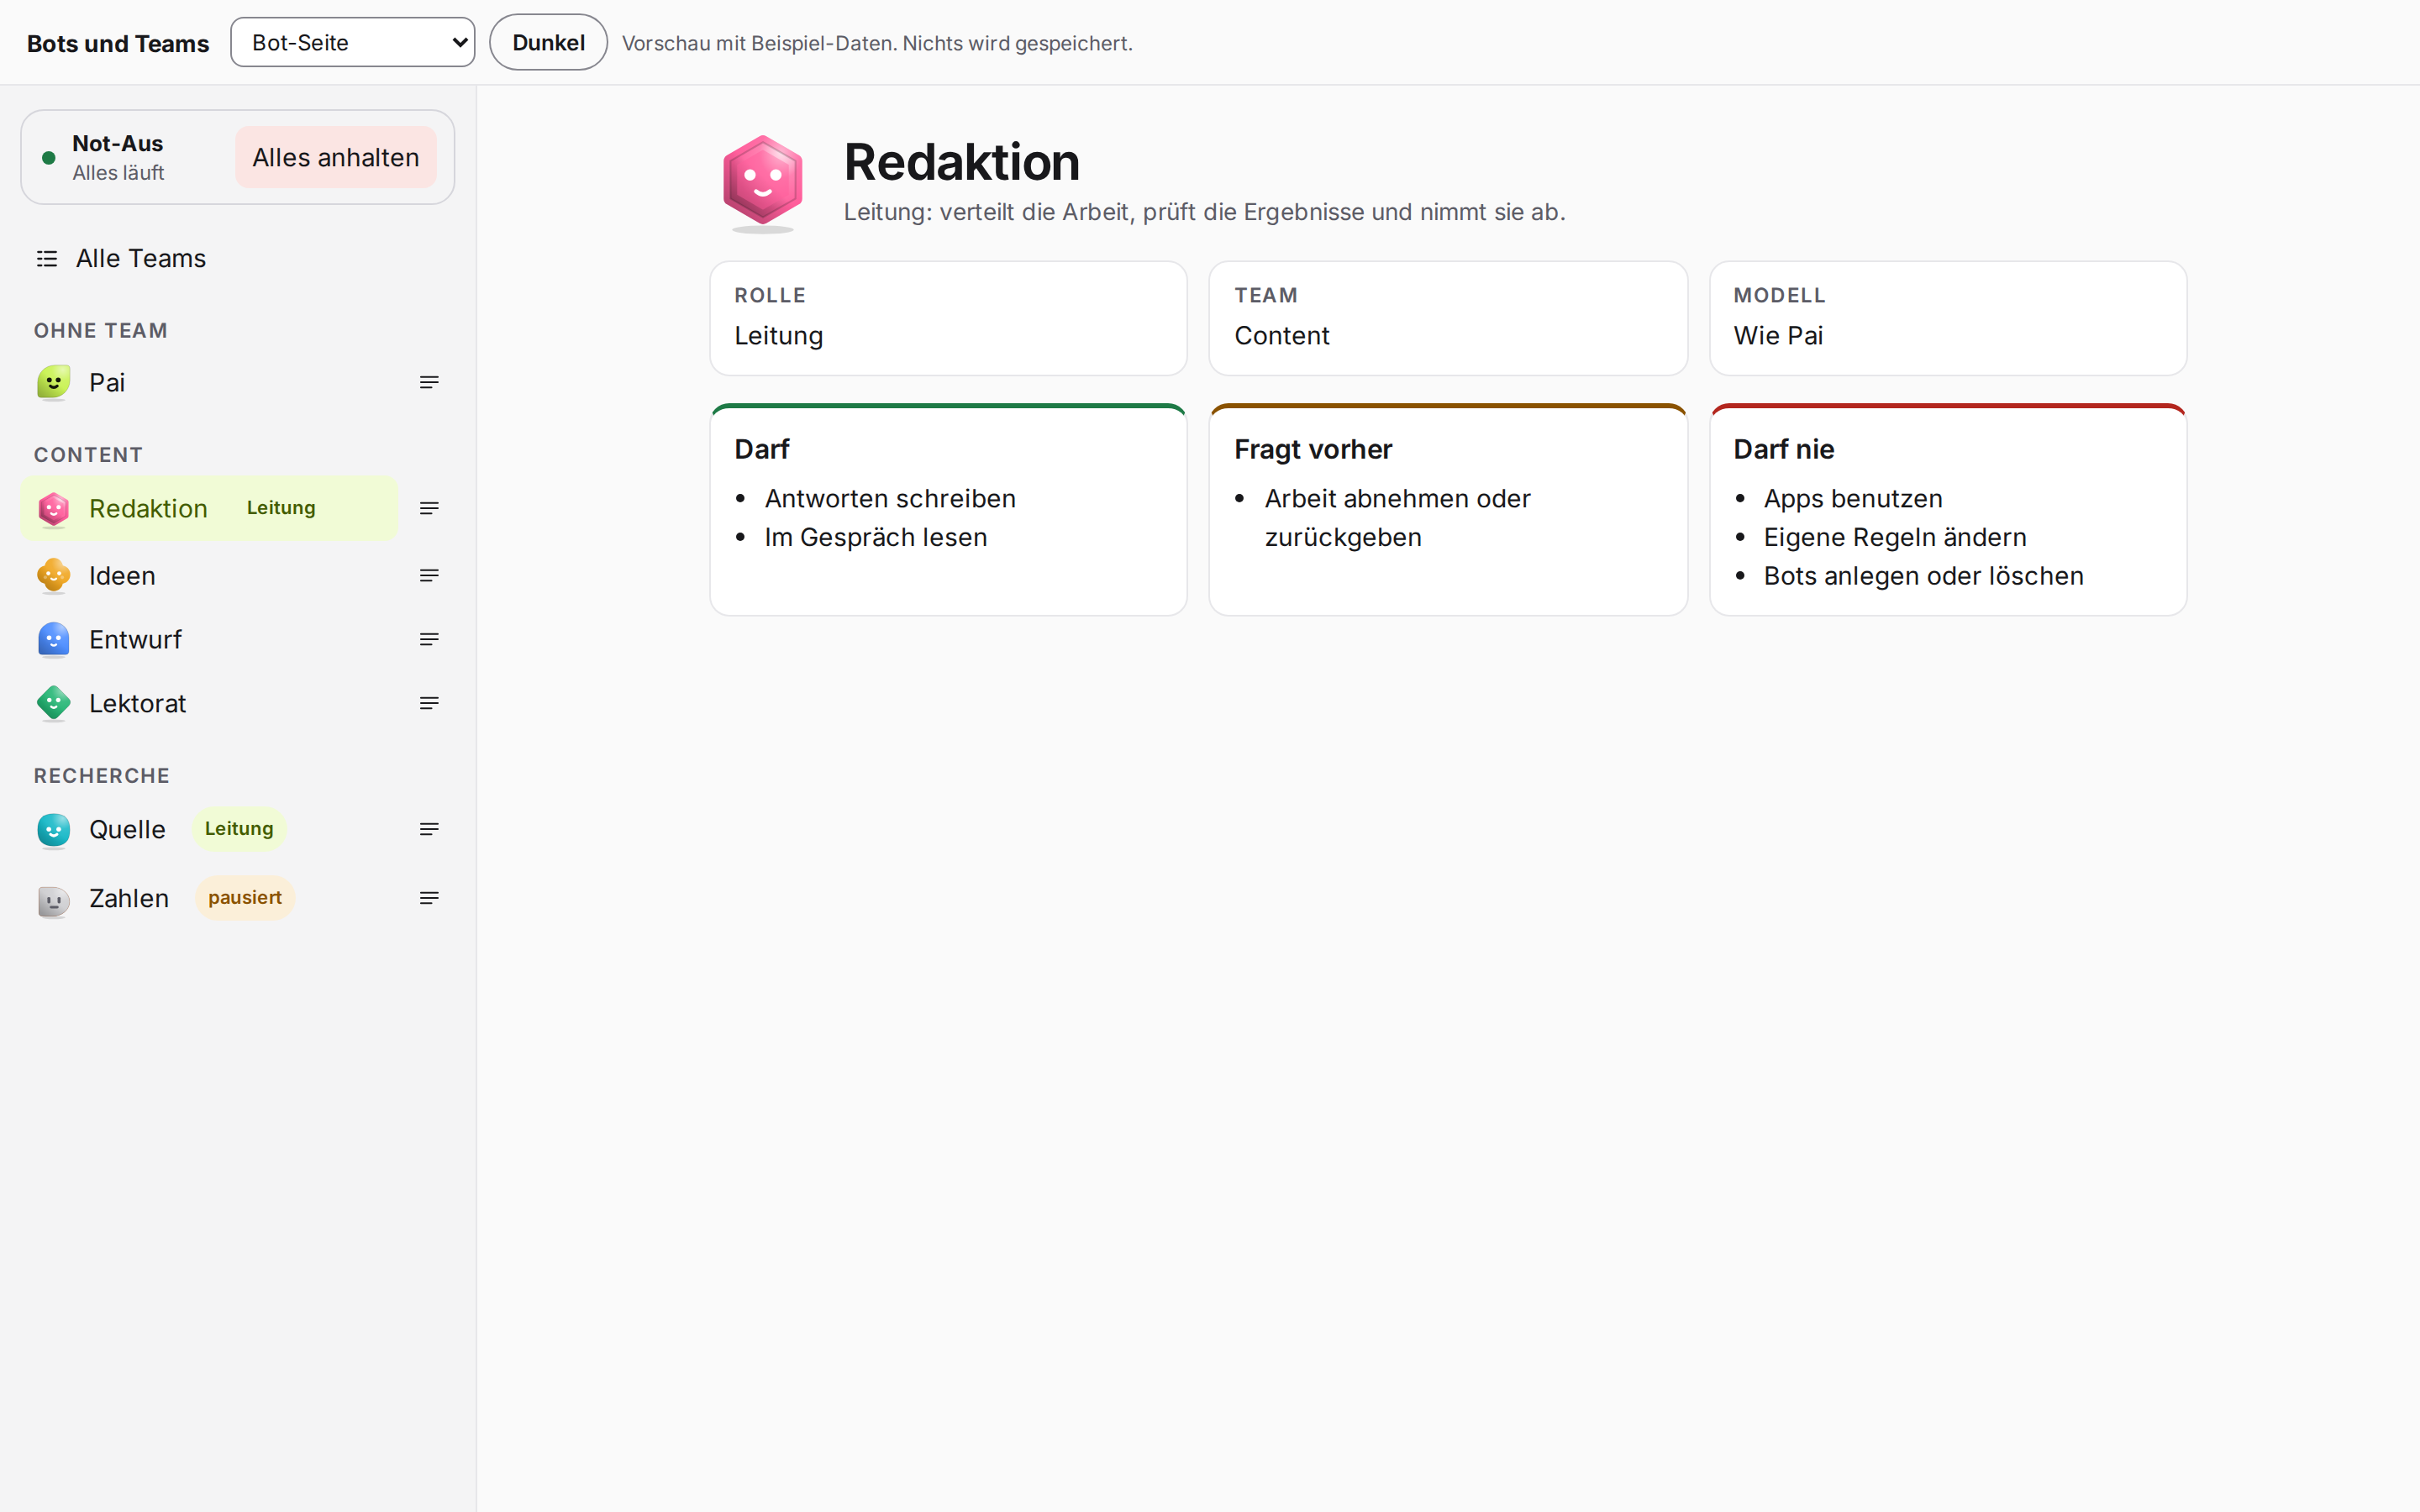 Bots und Teams
Bot-Seite
Dunkel
Vorschau mit Beispiel-Daten. Nichts wird gespeichert.
Not-Aus
Alles läuft
Alles anhalten
Alle Teams
OHNE TEAM
Pai
CONTENT
Redaktion Leitung
Ideen
Entwurf
Lektorat
RECHERCHE
Quelle Leitung
Zahlen pausiert
Redaktion
Leitung: verteilt die Arbeit, prüft die Ergebnisse und nimmt sie ab.
ROLLE
Leitung
TEAM
Content
MODELL
Wie Pai
Darf
• Antworten schreiben
• Im Gespräch lesen
Fragt vorher
• Arbeit abnehmen oder
zurückgeben
Darf nie
• Apps benutzen
• Eigene Regeln ändern
• Bots anlegen oder löschen